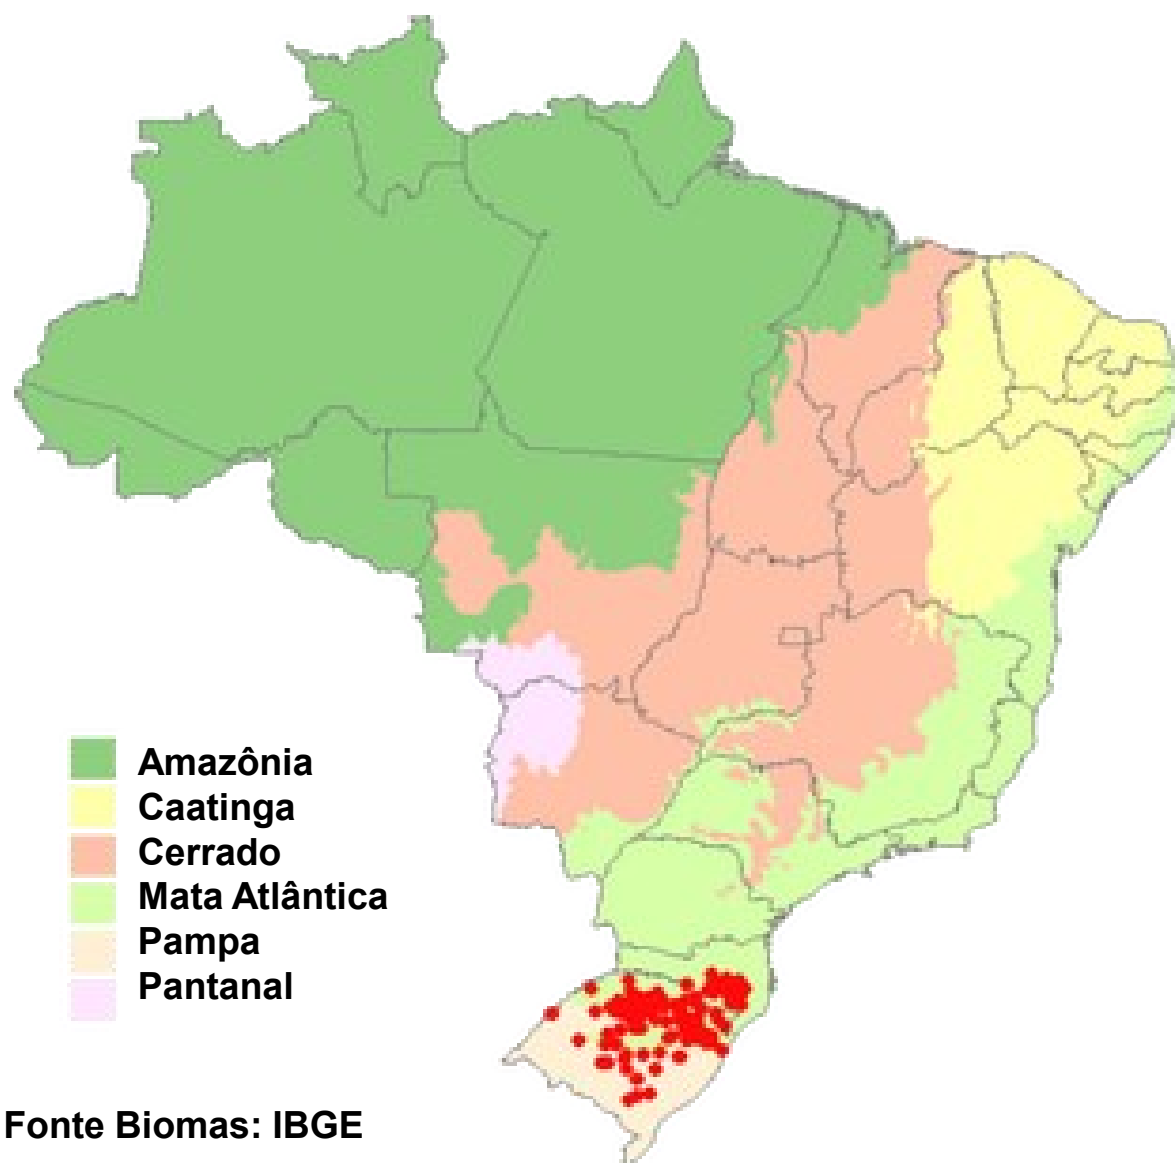 Amazônia
Caatinga
Cerrado
Mata Atlântica
Pampa
Pantanal
Fonte Biomas: IBGE